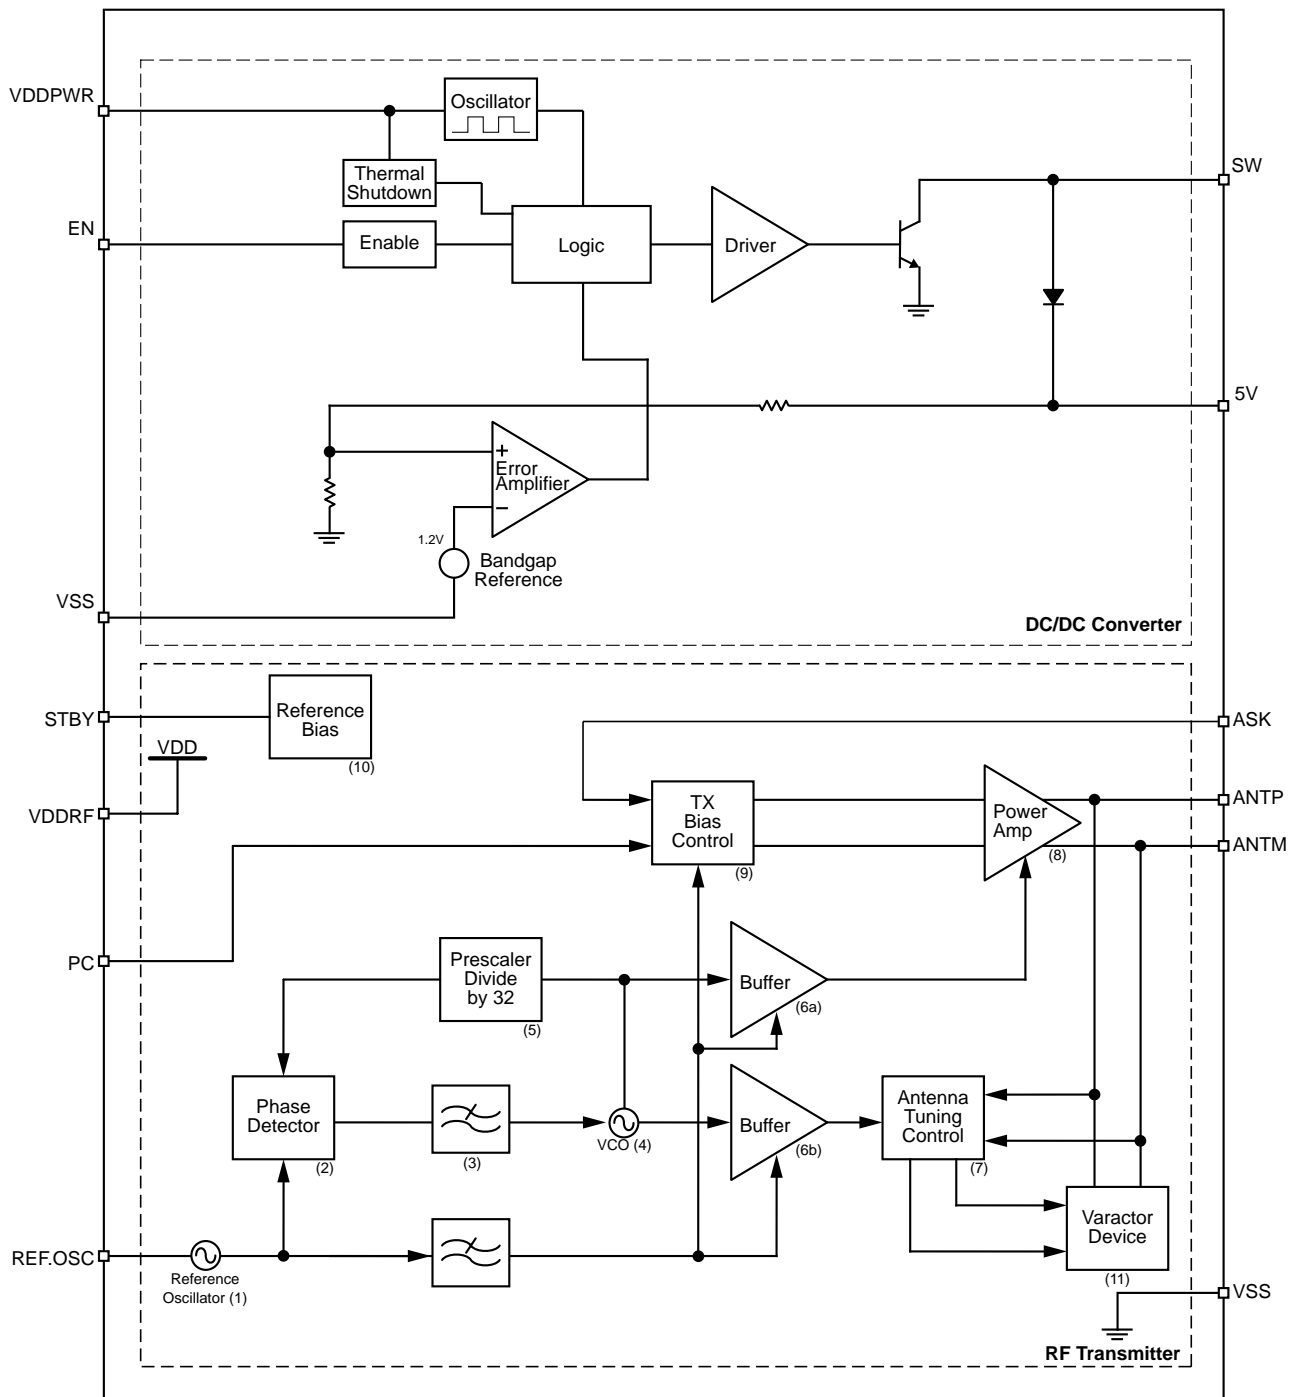 VDDPWR
Oscillator
Thermal
Shutdown
SW
EN
Enable
Logic
Driver
5V
+
Error
Amplifier
−
1.2V
Bandgap
Reference
VSS
DC/DC Converter
STBY
Reference
Bias
(10)
ASK
VDD
VDDRF
TX
Bias
Control
(9)
Power
Amp
(8)
ANTP
ANTM
PC
Prescaler
Divide
by 32
(5)
Buffer
(6a)
Phase
Detector
(2)
(3)
VCO (4)
Buffer
(6b)
Antenna
Tuning
Control
(7)
Varactor
Device
(11)
REF.OSC
Reference
Oscillator (1)
VSS
RF Transmitter